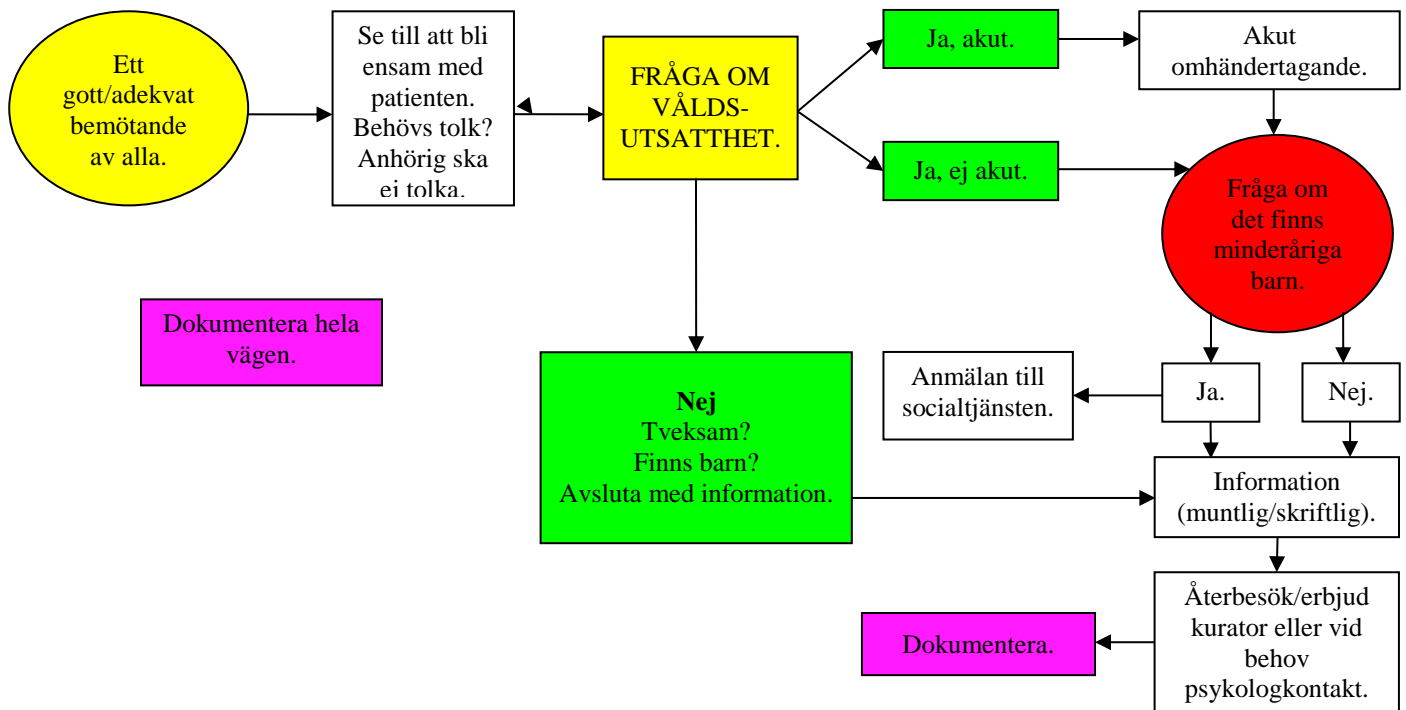 Ett
gott/adekvat
bemötande
av alla.
Se till att bli
ensam med
patienten.
Behövs tolk?
Anhörig ska
ej tolka.
FRÅGA OM
VÅLDS-
UTSATTHET.
Ja, akut.
Akut
omhändertagande.
Ja, ej akut.
Fråga om
det finns
minderåriga
barn.
Dokumentera hela
vägen.
Nej
Tveksam?
Finns barn?
Avsluta med information.
Anmälan till
socialtjänsten.
Ja.
Nej.
Information
(muntlig/skriftlig).
Återbesök/erbjud
kurator eller vid
behov
psykologkontakt.
Dokumentera.